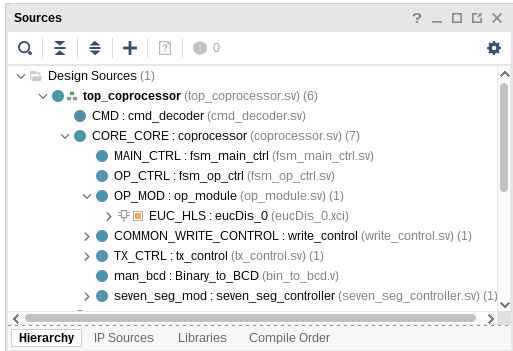 Sources
0
Design Sources (1)
top_coprocessor (top_coprocessor.sv) (6)
CMD : cmd_decoder (cmd_decoder.sv)
CORE_CORE : coprocessor (coprocessor.sv) (7)
MAIN_CTRL : fsm_main_ctrl (fsm_main_ctrl.sv)
OP_CTRL : fsm_op_ctrl (fsm_op_ctrl.sv)
OP_MOD : op_module (op_module.sv) (1)
EUC_HLS : eucDis_0 (eucDis_0.xci)
COMMON_WRITE_CONTROL : write_control (write_control.sv) (1)
TX_CTRL : tx_control (tx_control.sv) (1)
man_bcd : Binary_to_BCD (bin_to_bcd.v)
seven_seg_mod : seven_seg_controller (seven_seg_controller.sv) (1)
Hierarchy IP Sources Libraries Compile Order